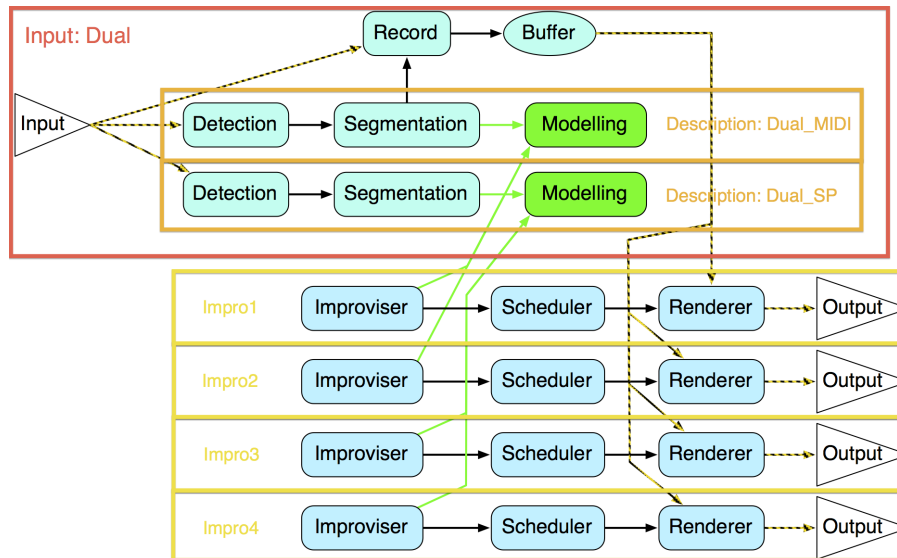 Input: Dual
Record
Buffer
Input
Detection
Segmentation
Modelling
Description: Dual_MIDI
Detection
Segmentation
Modelling
Description: Dual_SP
Impro1
Improviser
Scheduler
Renderer
Output
Impro2
Improviser
Scheduler
Renderer
Output
Impro3
Improviser
Scheduler
Renderer
Output
Impro4
Improviser
Scheduler
Renderer
Output